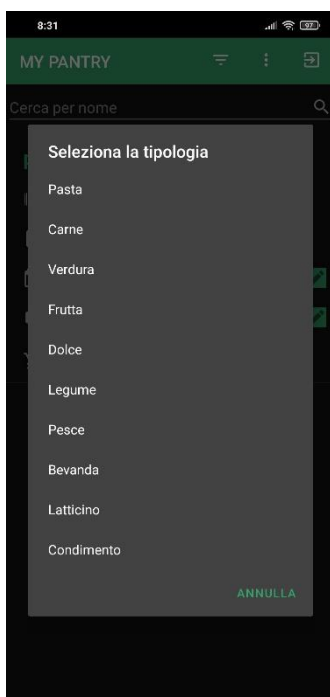 8:31
97
MY PANTRY
Cerca per nome
Seleziona la tipologia
Pasta
Carne
Verdura
Frutta
Dolce
Legume
Pesce
Bevanda
Latticino
Condimento
ANNULLA